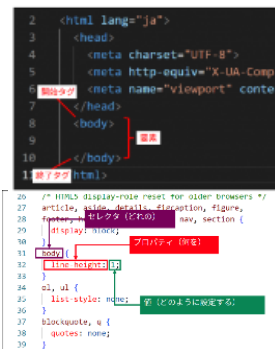 2 <html lang="ja">
3 <head>
4 <meta charset="UTF-8">
5 <meta http-equiv="X-UA-Comp
開始タグ
6 <meta name="viewport" conte
7 </head>
8 <body>
9 要素
10 </body>
11 html>
終了タグ
26 /* HTML5 display-role reset for older browsers */
27 article, aside, details, figcaption, figure,
28 footer, nav, section {
セレクタ（どれの）
29 display: block;
30 }
プロパティ（何を）
31 body {
32 line-height: 1;
33 }
34 ol, ul {
値（どのように設定する）
35 list-style: none;
36 }
37 blockquote, q {
38 quotes: none;
39 }